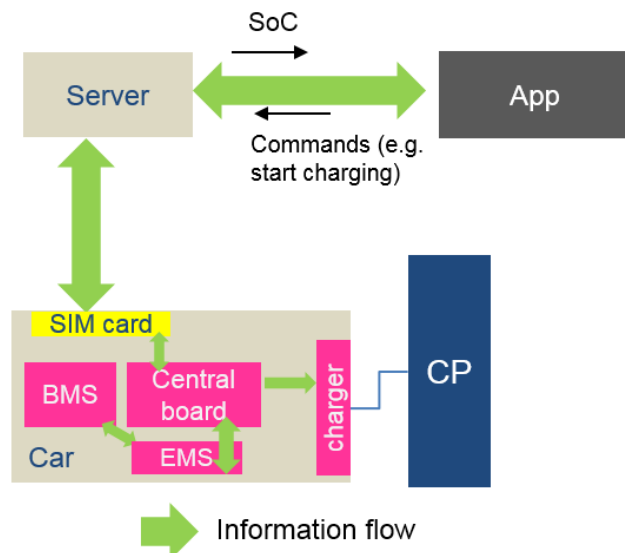 SoC
Server
App
Commands (e.g.
start charging)
SIM card
BMS
Central
board
charger
CP
EMS
Car
Information flow